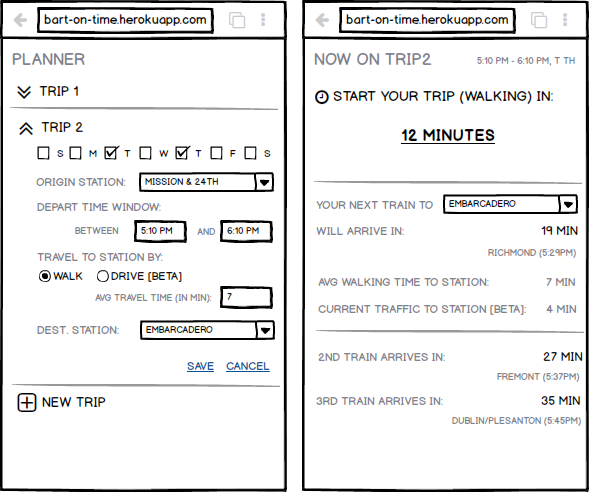 bart-on-time.herokuapp.com
PLANNER
TRIP 1
TRIP 2
S M T W T F S
ORIGIN STATION: MISSION & 24TH
DEPART TIME WINDOW:
BETWEEN 5:10 PM AND 6:10 PM
TRAVEL TO STATION BY:
WALK DRIVE [BETA]
AVG TRAVEL TIME (IN MIN): 7
DEST. STATION: EMBARCADERO
SAVE CANCEL
NEW TRIP
bart-on-time.herokuapp.com
NOW ON TRIP2 5:10 PM - 6:10 PM, T TH
START YOUR TRIP (WALKING) IN:
12 MINUTES
YOUR NEXT TRAIN TO EMBARCADERO
WILL ARRIVE IN: 19 MIN
RICHMOND (5:29PM)
AVG WALKING TIME TO STATION: 7 MIN
CURRENT TRAFFIC TO STATION [BETA]: 4 MIN
2ND TRAIN ARRIVES IN: 27 MIN
FREMONT (5:37PM)
3RD TRAIN ARRIVES IN: 35 MIN
DUBLIN/PLESANTON (5:45PM)